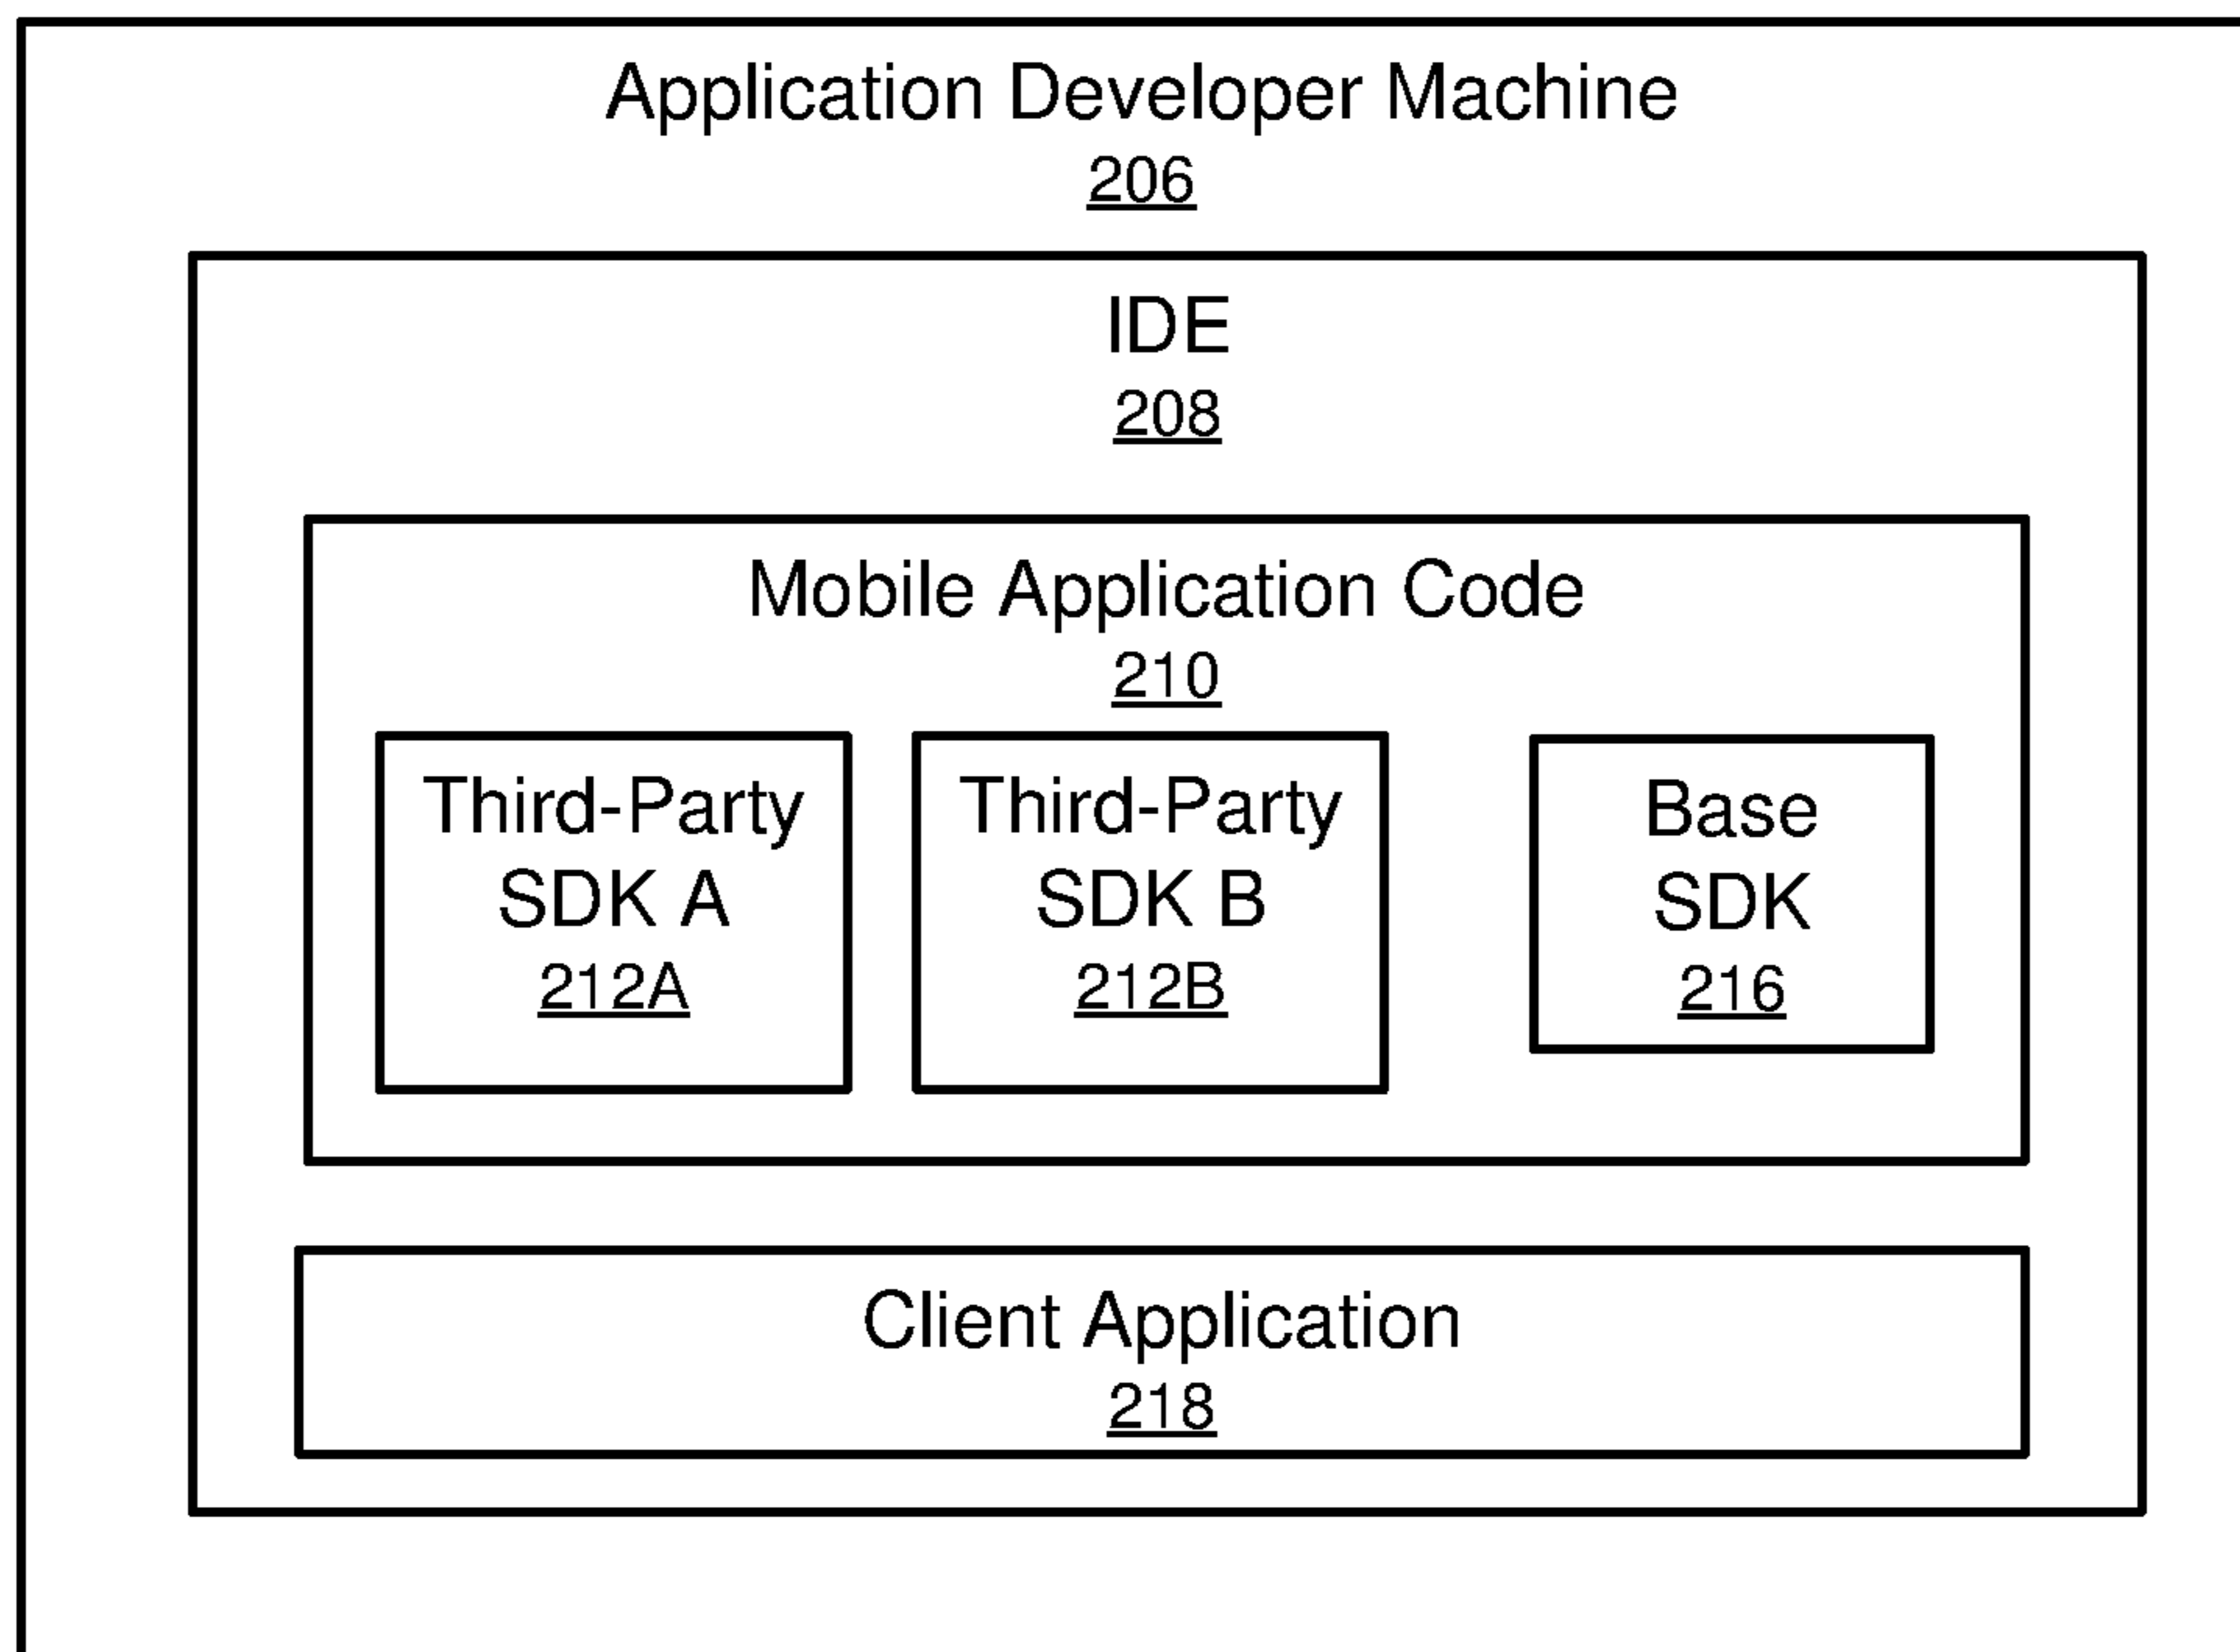 Application Developer Machine
206
IDE
208
Mobile Application Code
210
Third-Party
SDK A
212A
Third-Party
SDK B
212B
Base
SDK
216
Client Application
218